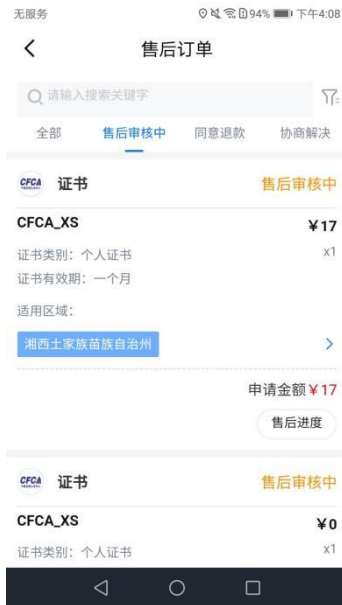 无服务 94% 下午4:08
售后订单
请输入搜索关键字
全部 售后审核中 同意退款 协商解决
CFCA 证书 售后审核中
CFCA_XS ¥17
证书类别：个人证书 x1
证书有效期：一个月
适用区域：
湘西土家族苗族自治州
申请金额¥17
售后进度
CFCA 证书 售后审核中
CFCA_XS ¥0
证书类别：个人证书 x1